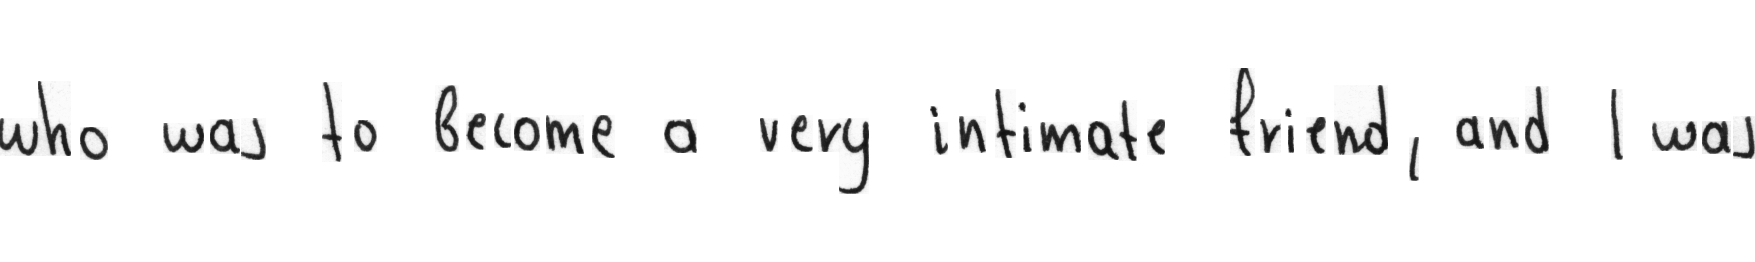 who was to become a very intimate friend, and I was